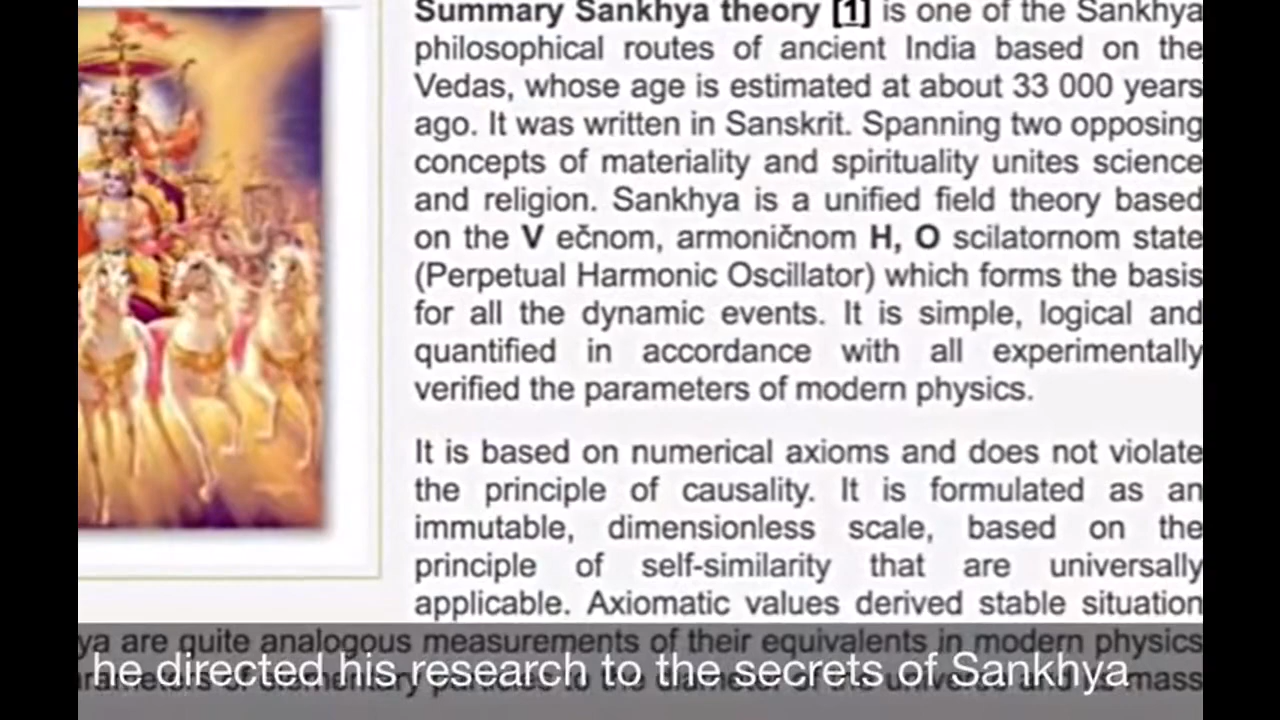 Summary Sankhya theory [1] is one of the Sankhya
philosophical routes of ancient India based on the
Vedas, whose age is estimated at about 33 000 years
ago. It was written in Sanskrit. Spanning two opposing
concepts of materiality and spirituality unites science
and religion. Sankhya is a unified field theory based
on the V ečnom, armoničnom H, O scilatornom state
(Perpetual Harmonic Oscillator) which forms the basis
for all the dynamic events. It is simple, logical and
quantified in accordance with all experimentally
verified the parameters of modern physics.
It is based on numerical axioms and does not violate
the principle of causality. It is formulated as an
immutable, dimensionless scale, based on the
principle of self-similarity that are universally
applicable. Axiomatic values derived stable situation
ya are quite analogous measurements of their equivalents in modern physics
he directed his research to the secrets of Sankhya
mass